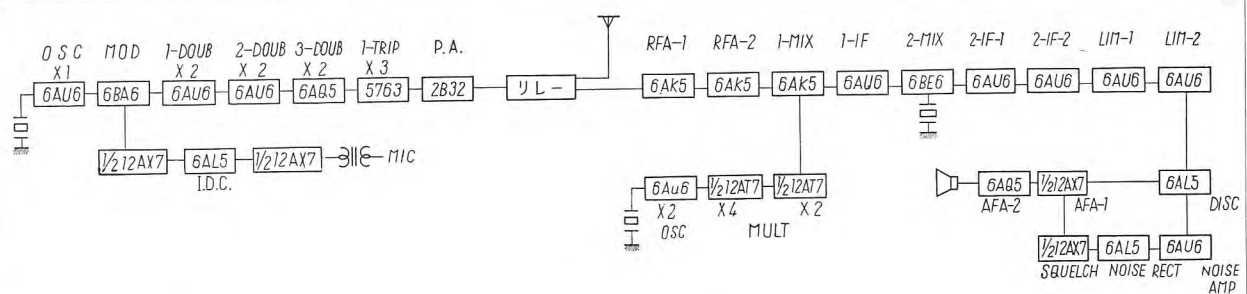 OSC MOD 1-DOUB 2-DOUB 3-DOUB 1-TRIP P.A.
X1 X2 X2 X2 X3
6AU6 6BA6 6AU6 6AU6 6AQ5 5763 2B32 リレー
1/2 12AX7 6AL5 1/2 12AX7 MIC
I.D.C.
RFA-1 RFA-2 1-MIX 1-IF 2-MIX 2-IF-1 2-IF-2 LIM-1 LIM-2
6AK5 6AK5 6AK5 6AU6 6BE6 6AU6 6AU6 6AU6 6AU6
6Au6 1/2 12AT7 1/2 12AT7
X2 X4 X2
OSC MULT
6AQ5 1/2 12AX7 6AL5
AFA-2 AFA-1 DISC
1/2 12AX7 6AL5 6AU6
SQUELCH NOISE RECT NOISE
AMP